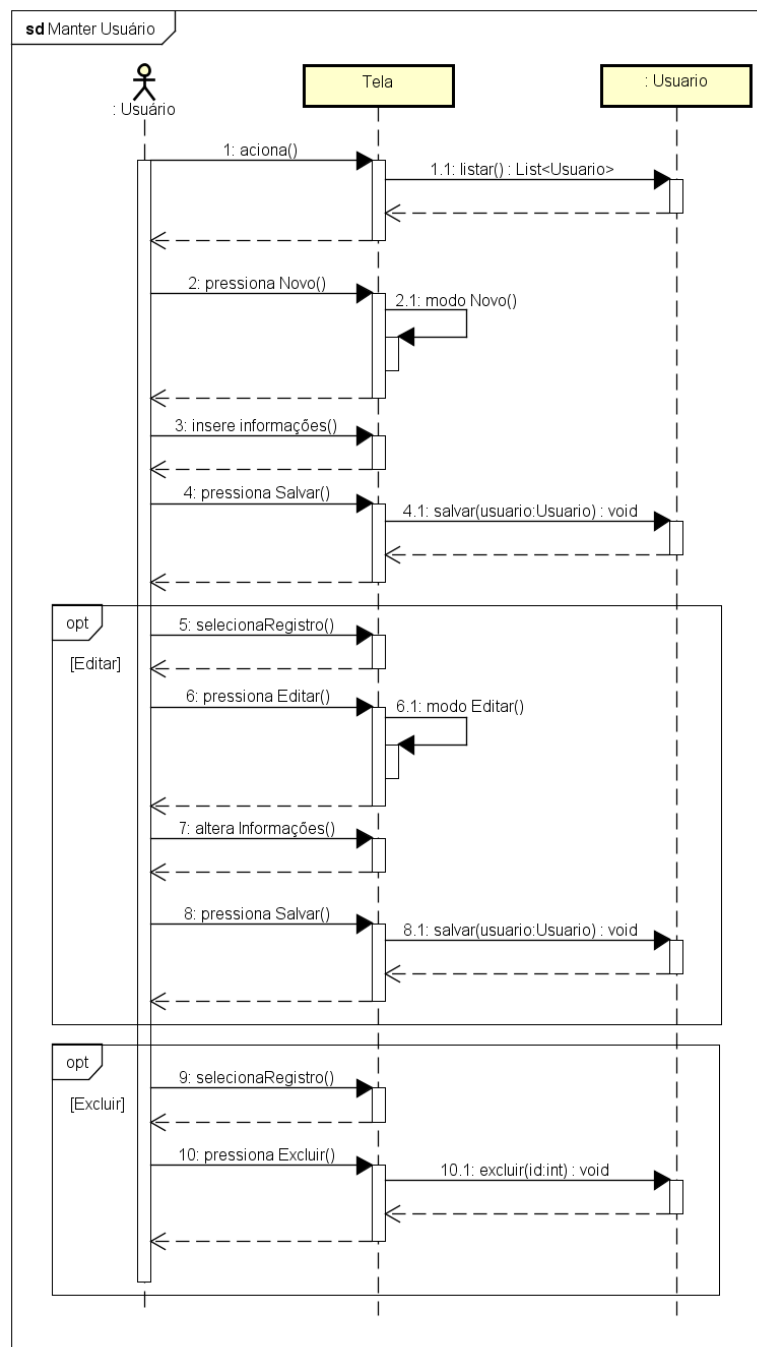 sd Manter Usuário
: Usuário
Tela
: Usuario
1: aciona()
1.1: listar() : List<Usuario>
2: pressiona Novo()
2.1: modo Novo()
3: insere informações()
4: pressiona Salvar()
4.1: salvar(usuario:Usuario) : void
opt
[Editar]
5: selecionaRegistro()
6: pressiona Editar()
6.1: modo Editar()
7: altera Informações()
8: pressiona Salvar()
8.1: salvar(usuario:Usuario) : void
opt
[Excluir]
9: selecionaRegistro()
10: pressiona Excluir()
10.1: excluir(id:int) : void